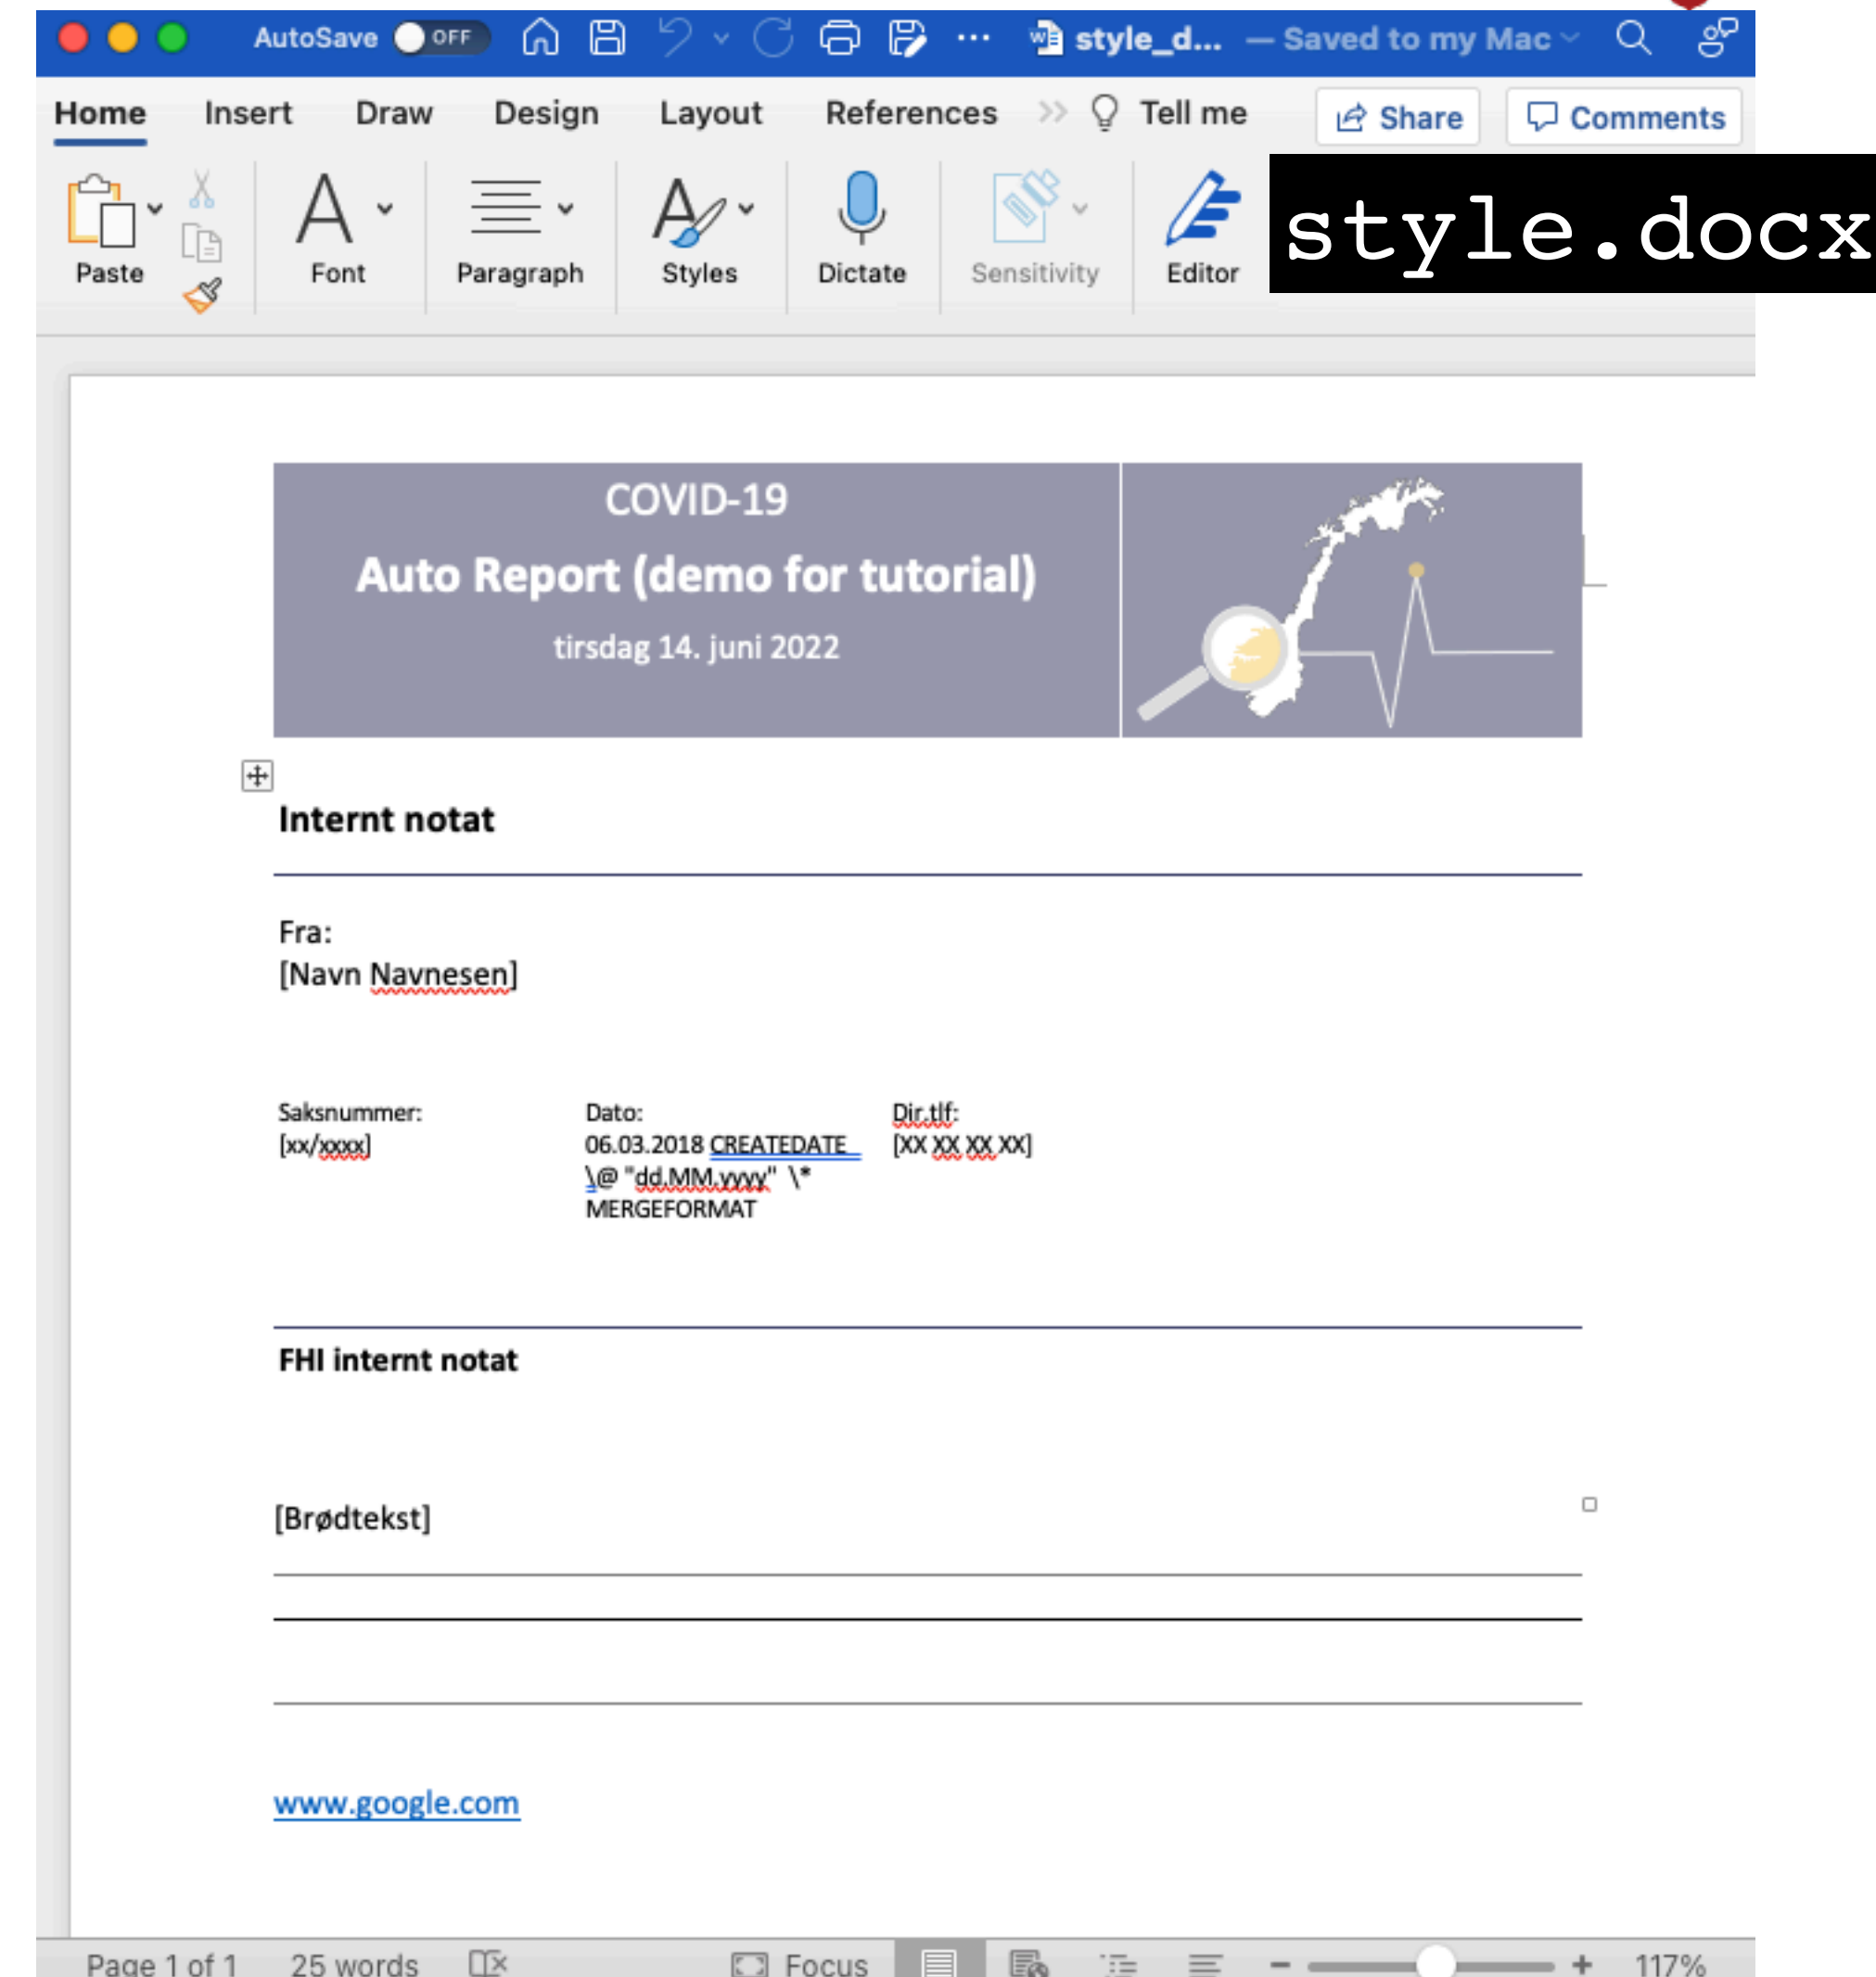 AutoSave OFF style_d... — Saved to my Mac
Home Insert Draw Design Layout References Tell me Share Comments
Paste Font Paragraph Styles Dictate Sensitivity Editor
style.docx
COVID-19
Auto Report (demo for tutorial)
tirsdag 14. juni 2022
Internt notat
Fra:
[Navn Navnesen]
Saksnummer: Dato: Dir.tlf:
[xx/xxxx] 06.03.2018 CREATEDATE [XX XX XX XX]
\@ "dd.MM.yyyy" \*
MERGEFORMAT
FHI internt notat
[Brødtekst]
www.google.com
Page 1 of 1 25 words Focus 117%